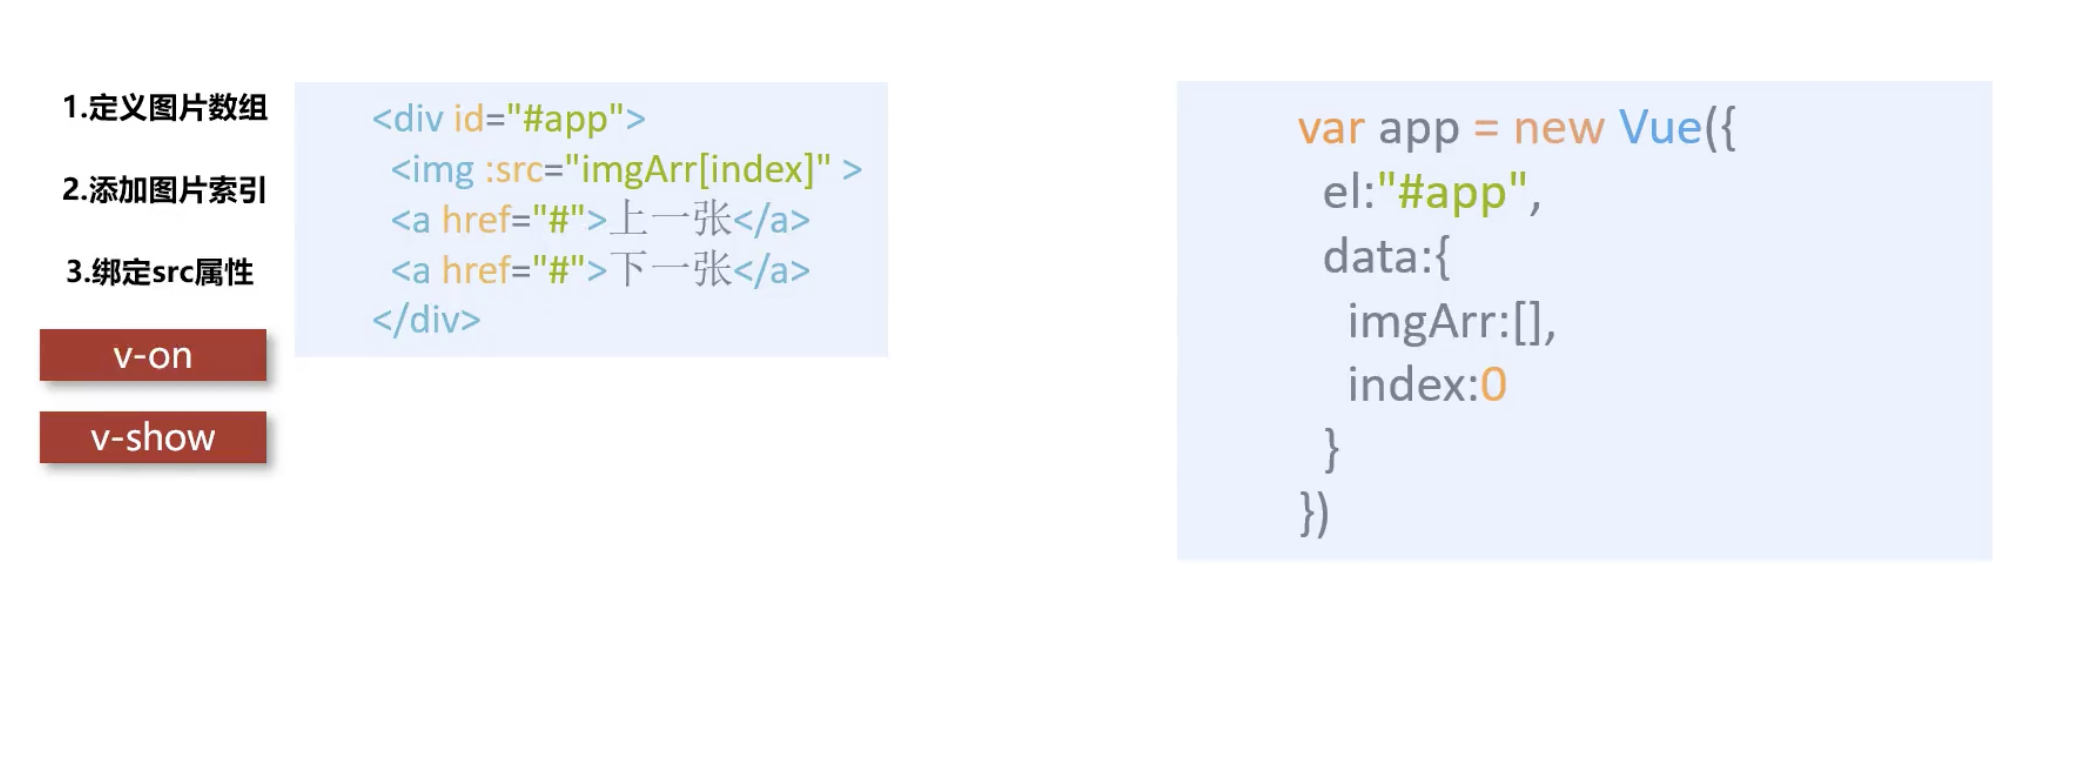 1.定义图片数组
2.添加图片索引
3.绑定src属性
v-on
v-show
<div id="#app">
<img :src="imgArr[index]" >
<a href="#">上一张</a>
<a href="#">下一张</a>
</div>
var app = new Vue({
el:"#app",
data:{
imgArr:[],
index:0
}
})